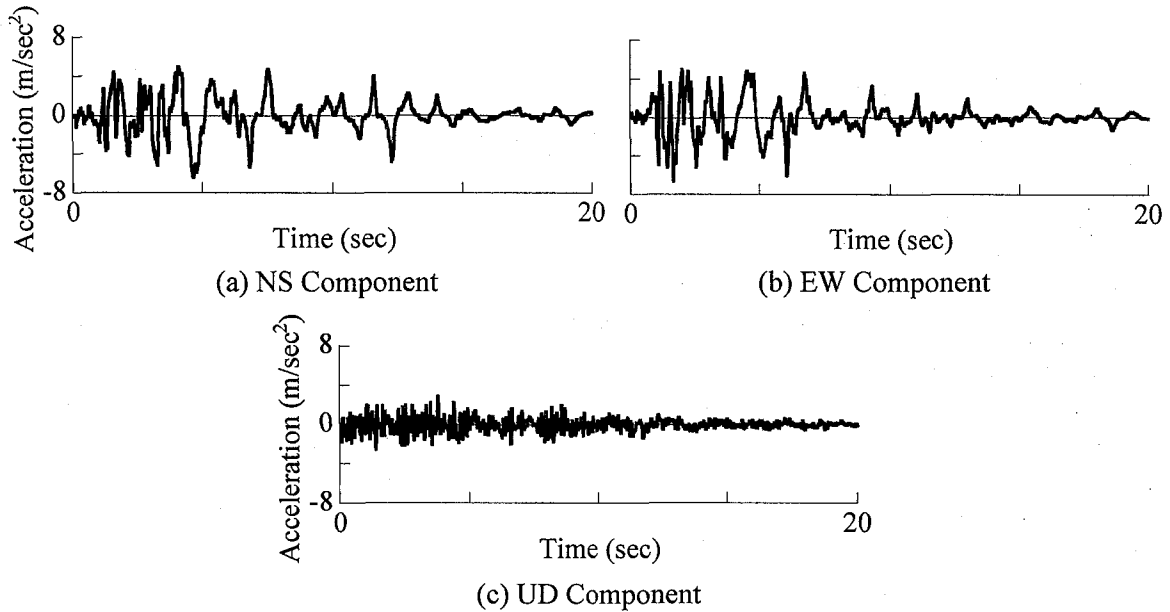 8
Acceleration (m/sec²)
0
-8
0
20
Time (sec)
(a) NS Component
0
20
Time (sec)
(b) EW Component
8
Acceleration (m/sec²)
0
-8
0
20
Time (sec)
(c) UD Component